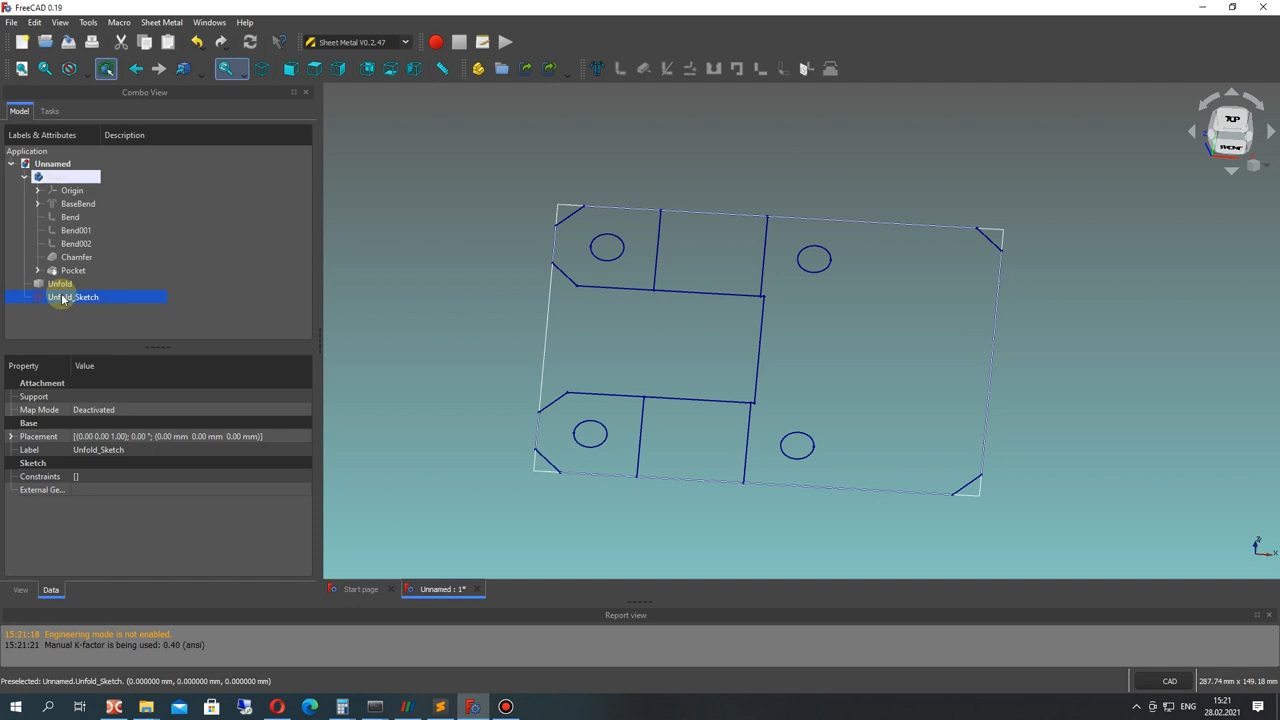 FreeCAD 0.19
File Edit View Tools Macro Sheet Metal Windows Help
Sheet Metal V0.2.47
Combo View
Model Tasks
Labels & Attributes Description
Application
Unnamed
Origin
BaseBend
Bend
Bend001
Bend002
Chamfer
Pocket
Unfold
Unfold_Sketch
Property Value
Attachment
Support
Map Mode Deactivated
Base
Placement [(0.00 0.00 1.00); 0.00 °; (0.00 mm 0.00 mm 0.00 mm)]
Label Unfold_Sketch
Sketch
Constraints []
External Ge...
View Data
TOP
FRONT
Z
X
Start page Unnamed : 1*
Report view
15:21:18 Engineering mode is not enabled.
15:21:21 Manual K-factor is being used: 0.40 (ansi)
Preselected: Unnamed.Unfold_Sketch. (0.000000 mm, 0.000000 mm, 0.000000 mm)
CAD 287.74 mm x 149.18 mm
ENG 15:21
28.02.2021